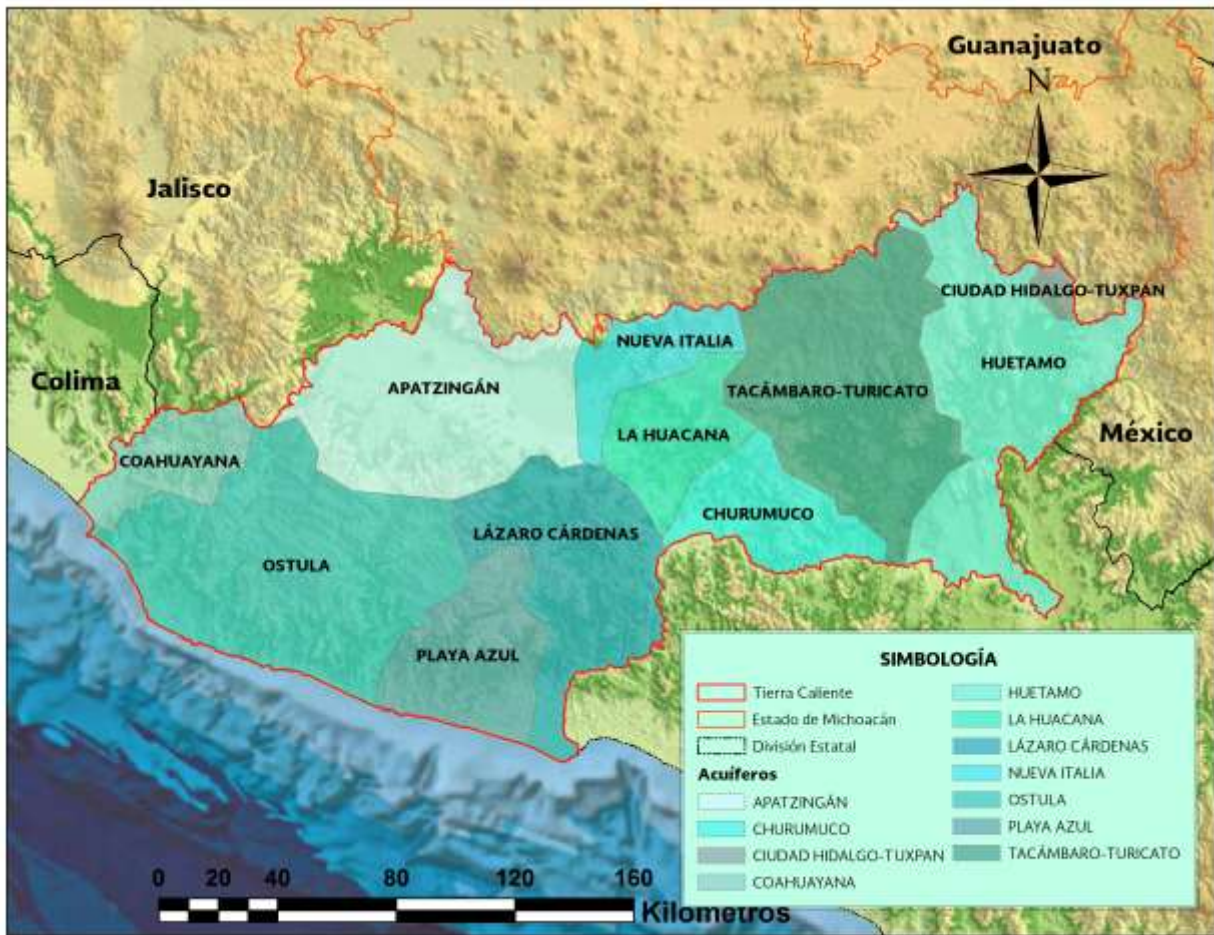 Guanajuato
N
Jalisco
CIUDAD HIDALGO-TUXPAN
NUEVA ITALIA
HUETAMO
Colima
APATZINGÁN
TACÁMBARO-TURICATO
México
LA HUACANA
COAHUAYANA
CHURUMUCO
LÁZARO CÁRDENAS
OSTULA
PLAYA AZUL
SIMBOLOGÍA
Tierra Caliente
Estado de Michoacán
División Estatal
Acuíferos
APATZINGÁN
CHURUMUCO
CIUDAD HIDALGO-TUXPAN
COAHUAYANA
HUETAMO
LA HUACANA
LÁZARO CÁRDENAS
NUEVA ITALIA
OSTULA
PLAYA AZUL
TACÁMBARO-TURICATO
0 20 40 80 120 160
Kilómetros